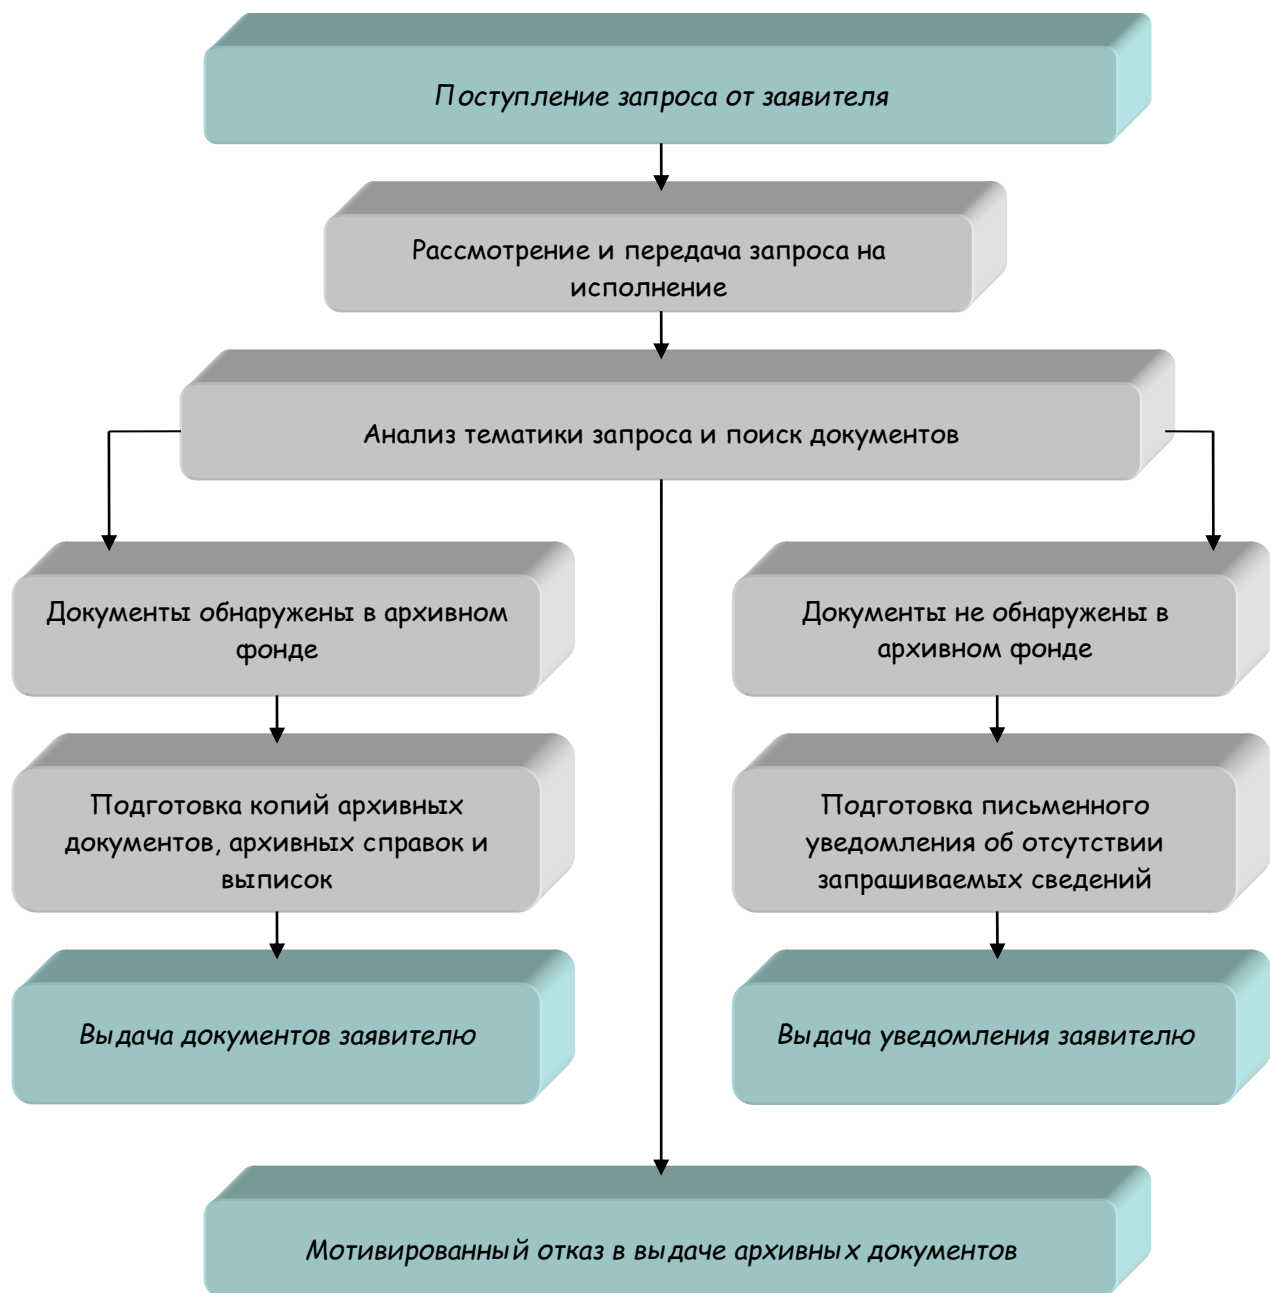 Поступление запроса от заявителя
Рассмотрение и передача запроса на
исполнение
Анализ тематики запроса и поиск документов
Документы обнаружены в архивном
фонде
Документы не обнаружены в
архивном фонде
Подготовка копий архивных
документов, архивных справок и
выписок
Подготовка письменного
уведомления об отсутствии
запрашиваемых сведений
Выдача документов заявителю
Выдача уведомления заявителю
Мотивированный отказ в выдаче архивных документов